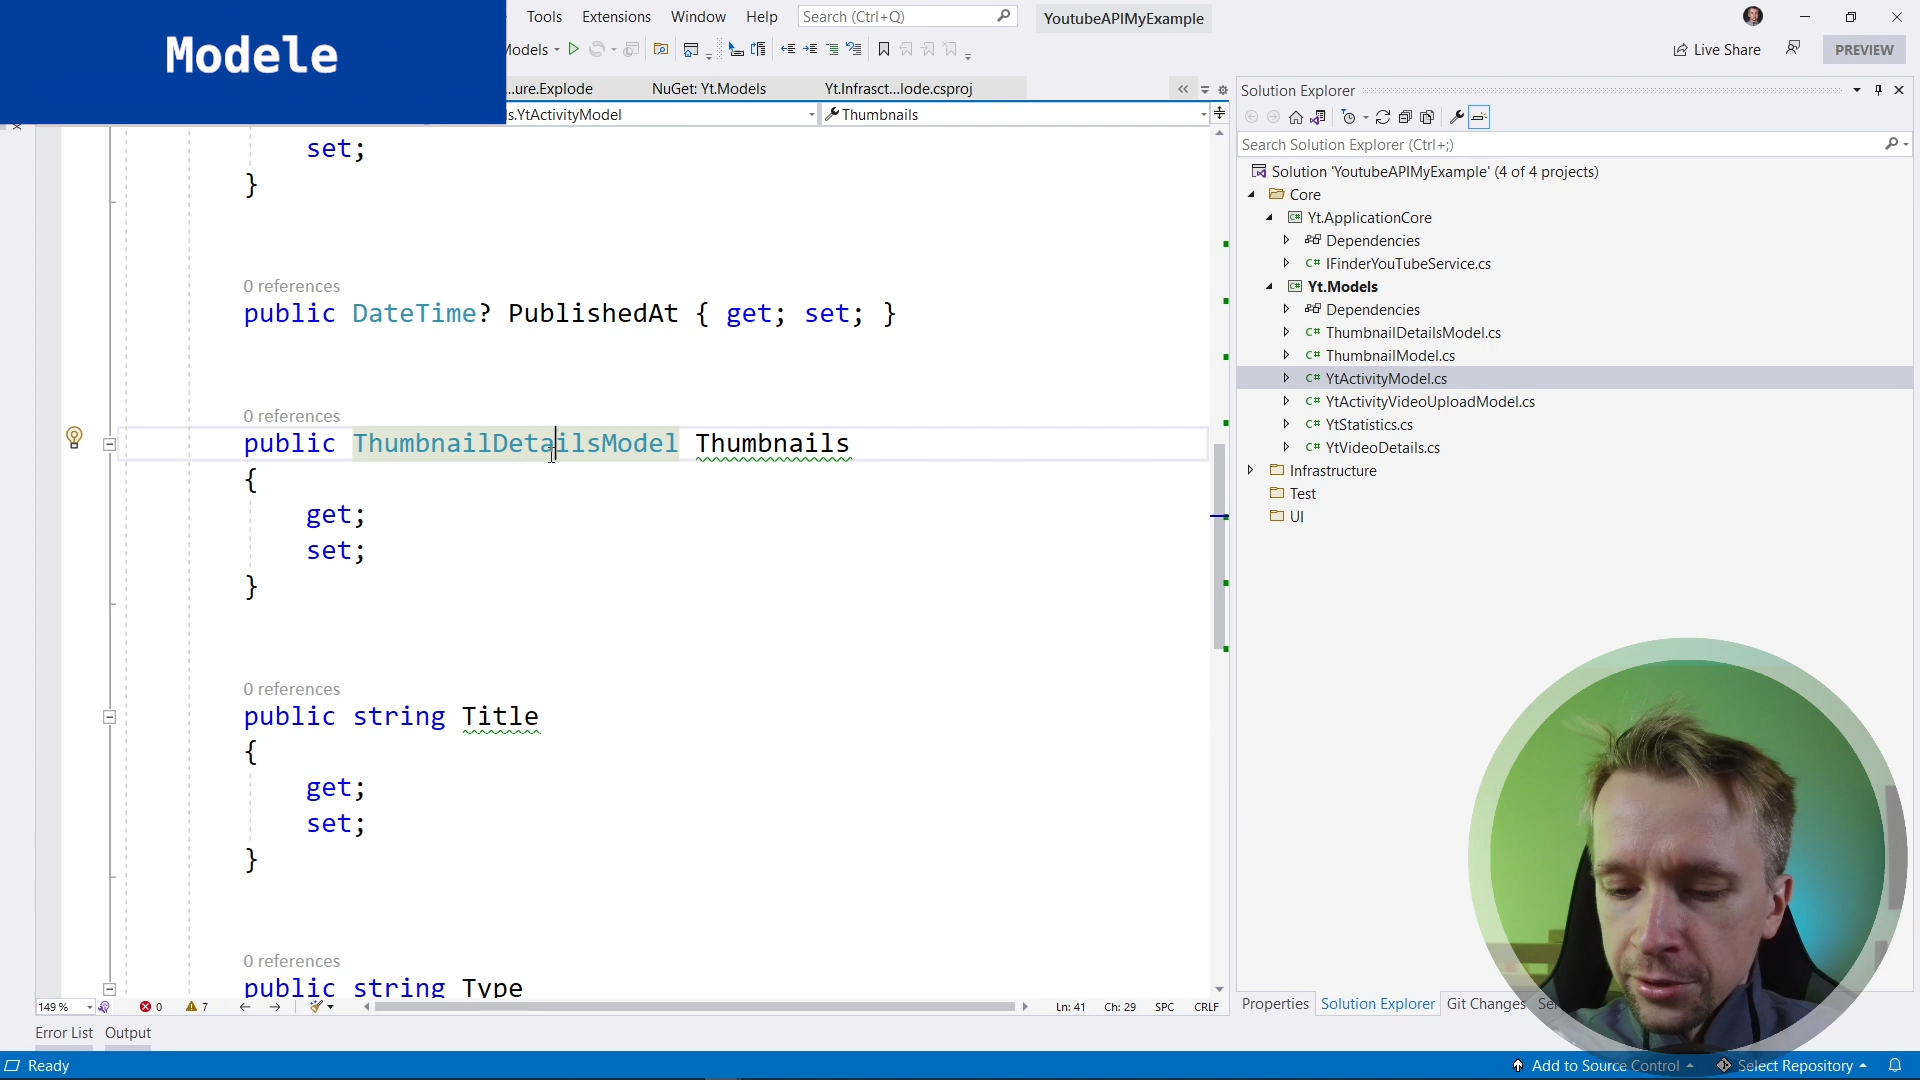 Modele
Tools Extensions Window Help Search (Ctrl+Q) YoutubeAPIMyExample
Models Live Share PREVIEW
...ure.Explode NuGet: Yt.Models Yt.Infrasct...lode.csproj
s.YtActivityModel Thumbnails
set;
}
0 references
public DateTime? PublishedAt { get; set; }
0 references
public ThumbnailDetailsModel Thumbnails
{
get;
set;
}
0 references
public string Title
{
get;
set;
}
0 references
public string Type
149 % 0 7 Ln: 41 Ch: 29 SPC CRLF
Error List Output
Ready Add to Source Control Select Repository
Solution Explorer
Search Solution Explorer (Ctrl+;)
Solution 'YoutubeAPIMyExample' (4 of 4 projects)
Core
C# Yt.ApplicationCore
Dependencies
C# IFinderYouTubeService.cs
C# Yt.Models
Dependencies
C# ThumbnailDetailsModel.cs
C# ThumbnailModel.cs
C# YtActivityModel.cs
C# YtActivityVideoUploadModel.cs
C# YtStatistics.cs
C# YtVideoDetails.cs
Infrastructure
Test
UI
Properties Solution Explorer Git Changes